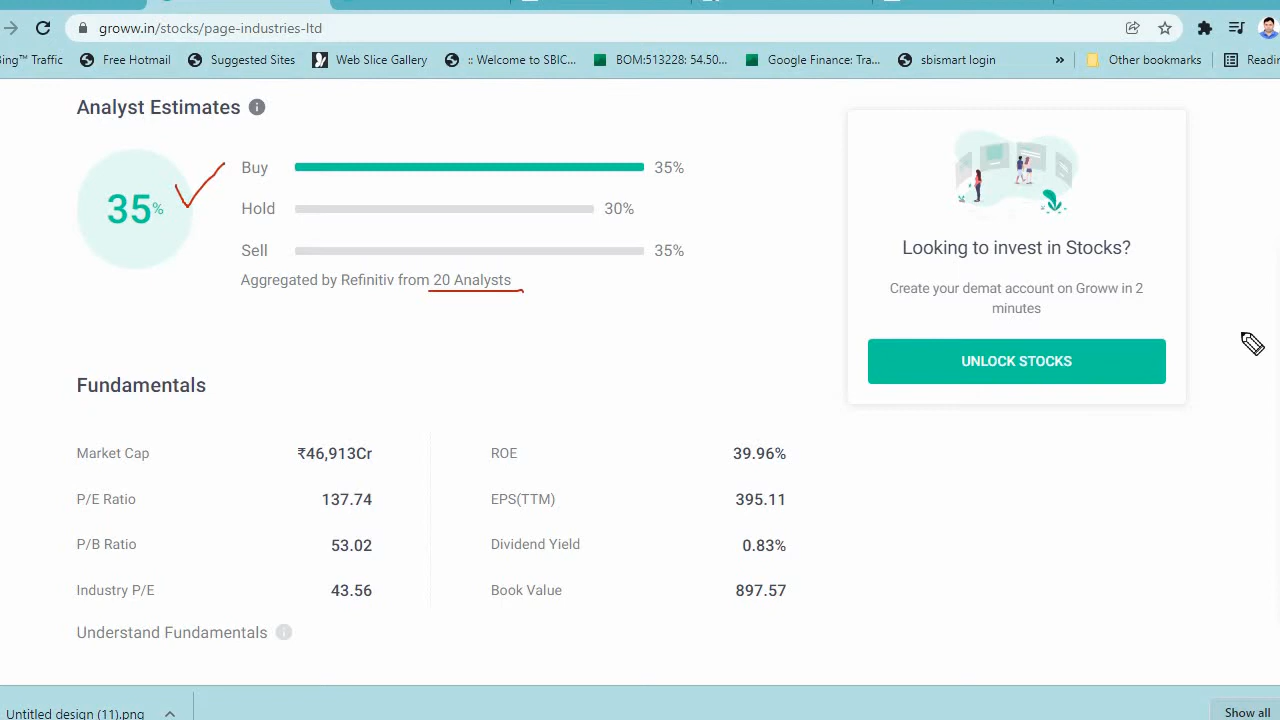 groww.in/stocks/page-industries-ltd
ing™ Traffic Free Hotmail Suggested Sites Web Slice Gallery :: Welcome to SBIC... BOM:513228: 54.50... Google Finance: Tra... sbismart login » Other bookmarks Readin
Analyst Estimates
35%
Buy 35%
Hold 30%
Sell 35%
Aggregated by Refinitiv from 20 Analysts
Looking to invest in Stocks?
Create your demat account on Groww in 2
minutes
UNLOCK STOCKS
Fundamentals
Market Cap ₹46,913Cr ROE 39.96%
P/E Ratio 137.74 EPS(TTM) 395.11
P/B Ratio 53.02 Dividend Yield 0.83%
Industry P/E 43.56 Book Value 897.57
Understand Fundamentals
Untitled design (11).png Show all